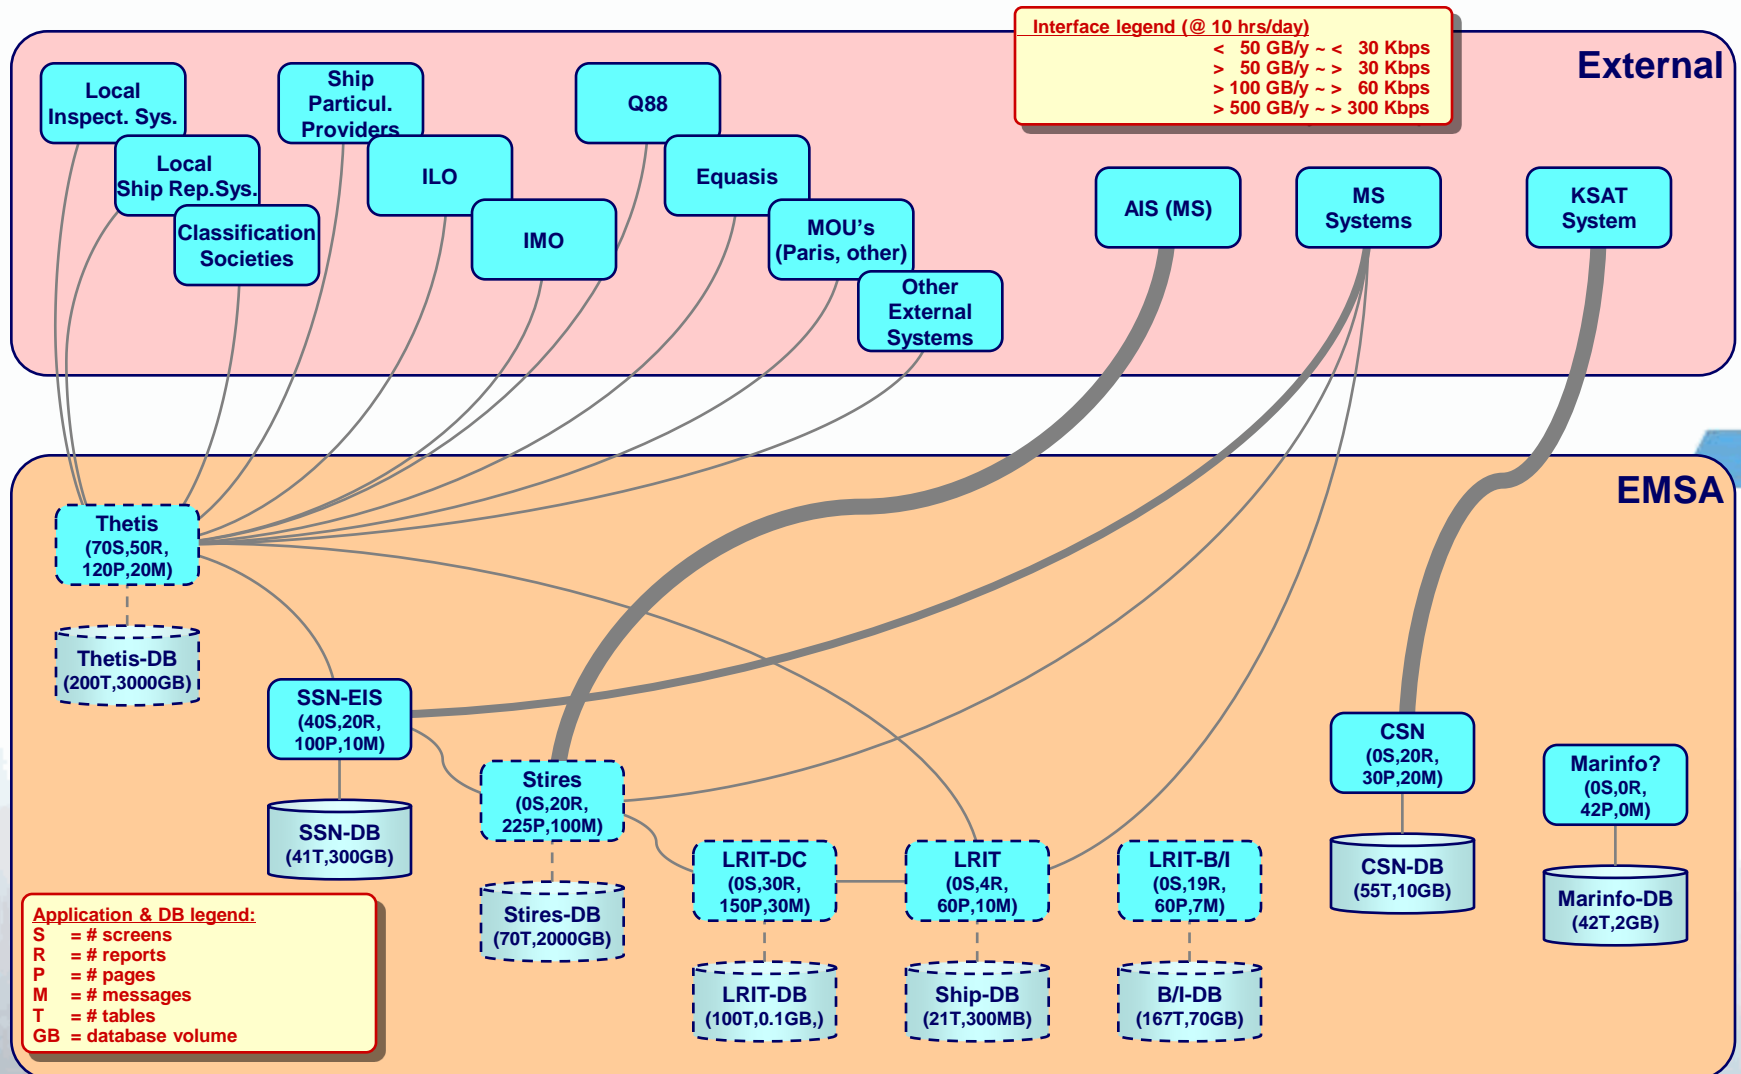 Interface legend (@ 10 hrs/day)
< 50 GB/y ~ < 30 Kbps
> 50 GB/y ~ > 30 Kbps
> 100 GB/y ~ > 60 Kbps
> 500 GB/y ~ > 300 Kbps
External
Local
Inspect. Sys.
Local
Ship Rep.Sys.
Classification
Societies
Ship
Particul.
Providers
ILO
IMO
Q88
Equasis
MOU's
(Paris, other)
Other
External
Systems
AIS (MS)
MS
Systems
KSAT
System
EMSA
Thetis
(70S,50R,
120P,20M)
Thetis-DB
(200T,3000GB)
SSN-EIS
(40S,20R,
100P,10M)
SSN-DB
(41T,300GB)
Stires
(0S,20R,
225P,100M)
Stires-DB
(70T,2000GB)
LRIT-DC
(0S,30R,
150P,30M)
LRIT-DB
(100T,0.1GB,)
LRIT
(0S,4R,
60P,10M)
Ship-DB
(21T,300MB)
LRIT-B/I
(0S,19R,
60P,7M)
B/I-DB
(167T,70GB)
CSN
(0S,20R,
30P,20M)
CSN-DB
(55T,10GB)
Marinfo?
(0S,0R,
42P,0M)
Marinfo-DB
(42T,2GB)
Application & DB legend:
S = # screens
R = # reports
P = # pages
M = # messages
T = # tables
GB = database volume